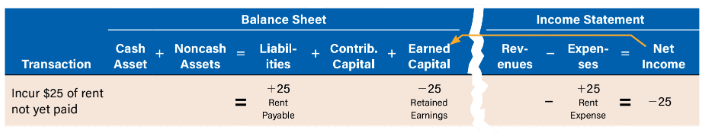 Balance Sheet
Income Statement
Transaction
Cash
Asset
+
Noncash
Assets
=
Liabil-
ities
+
Contrib.
Capital
+
Earned
Capital
Rev-
enues
–
Expen-
ses
=
Net
Income
Incur $25 of rent
not yet paid
=
+25
Rent
Payable
–25
Retained
Earnings
–
+25
Rent
Expense
=
–25